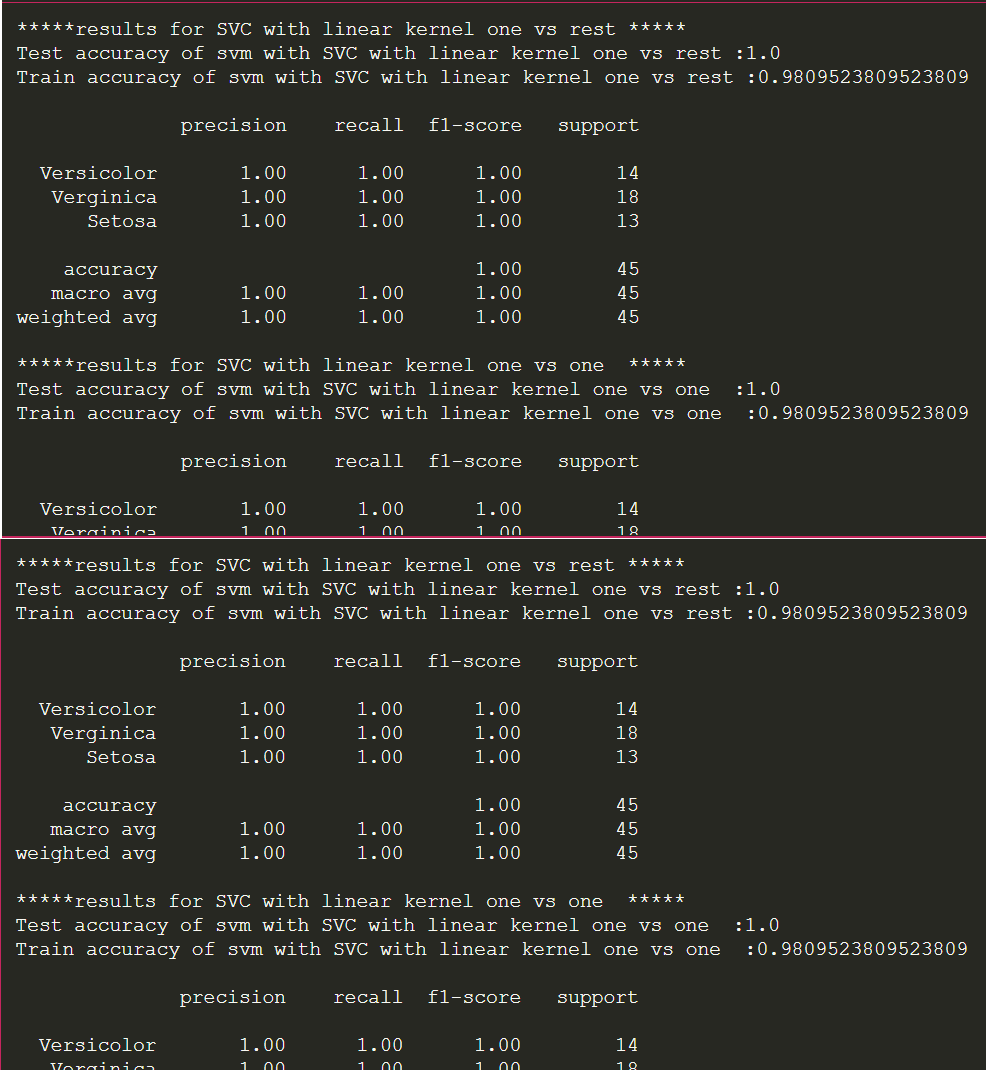 *****results for SVC with linear kernel one vs rest *****
Test accuracy of svm with SVC with linear kernel one vs rest :1.0
Train accuracy of svm with SVC with linear kernel one vs rest :0.9809523809523809
precision recall f1-score support
Versicolor 1.00 1.00 1.00 14
Verginica 1.00 1.00 1.00 18
Setosa 1.00 1.00 1.00 13
accuracy 1.00 45
macro avg 1.00 1.00 1.00 45
weighted avg 1.00 1.00 1.00 45
*****results for SVC with linear kernel one vs one *****
Test accuracy of svm with SVC with linear kernel one vs one :1.0
Train accuracy of svm with SVC with linear kernel one vs one :0.9809523809523809
precision recall f1-score support
Versicolor 1.00 1.00 1.00 14
Verginica 1.00 1.00 1.00 18
*****results for SVC with linear kernel one vs rest *****
Test accuracy of svm with SVC with linear kernel one vs rest :1.0
Train accuracy of svm with SVC with linear kernel one vs rest :0.9809523809523809
precision recall f1-score support
Versicolor 1.00 1.00 1.00 14
Verginica 1.00 1.00 1.00 18
Setosa 1.00 1.00 1.00 13
accuracy 1.00 45
macro avg 1.00 1.00 1.00 45
weighted avg 1.00 1.00 1.00 45
*****results for SVC with linear kernel one vs one *****
Test accuracy of svm with SVC with linear kernel one vs one :1.0
Train accuracy of svm with SVC with linear kernel one vs one :0.9809523809523809
precision recall f1-score support
Versicolor 1.00 1.00 1.00 14
Verginica 1.00 1.00 1.00 18